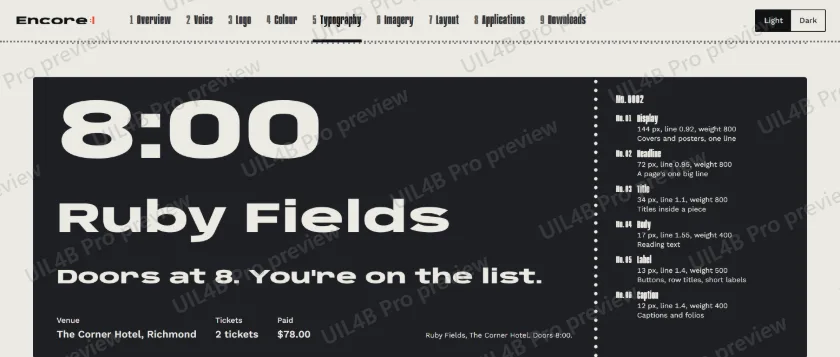 Encore
1 Overview 2 Voice 3 Logo 4 Colour 5 Typography 6 Imagery 7 Layout 8 Applications 9 Downloads
Light Dark
8:00
Ruby Fields
Doors at 8. You're on the list.
Venue
The Corner Hotel, Richmond
Tickets
2 tickets
Paid
$78.00
Ruby Fields, The Corner Hotel. Doors 8:00.
No. 0002
No. 01 Display
144 px, line 0.92, weight 800
Covers and posters, one line
No. 02 Headline
72 px, line 0.95, weight 800
A page's one big line
No. 03 Title
34 px, line 1.1, weight 800
Titles inside a piece
No. 04 Body
17 px, line 1.55, weight 400
Reading text
No. 05 Label
13 px, line 1.4, weight 500
Buttons, row titles, short labels
No. 06 Caption
12 px, line 1.4, weight 400
Captions and folios
UIL4B Pro preview